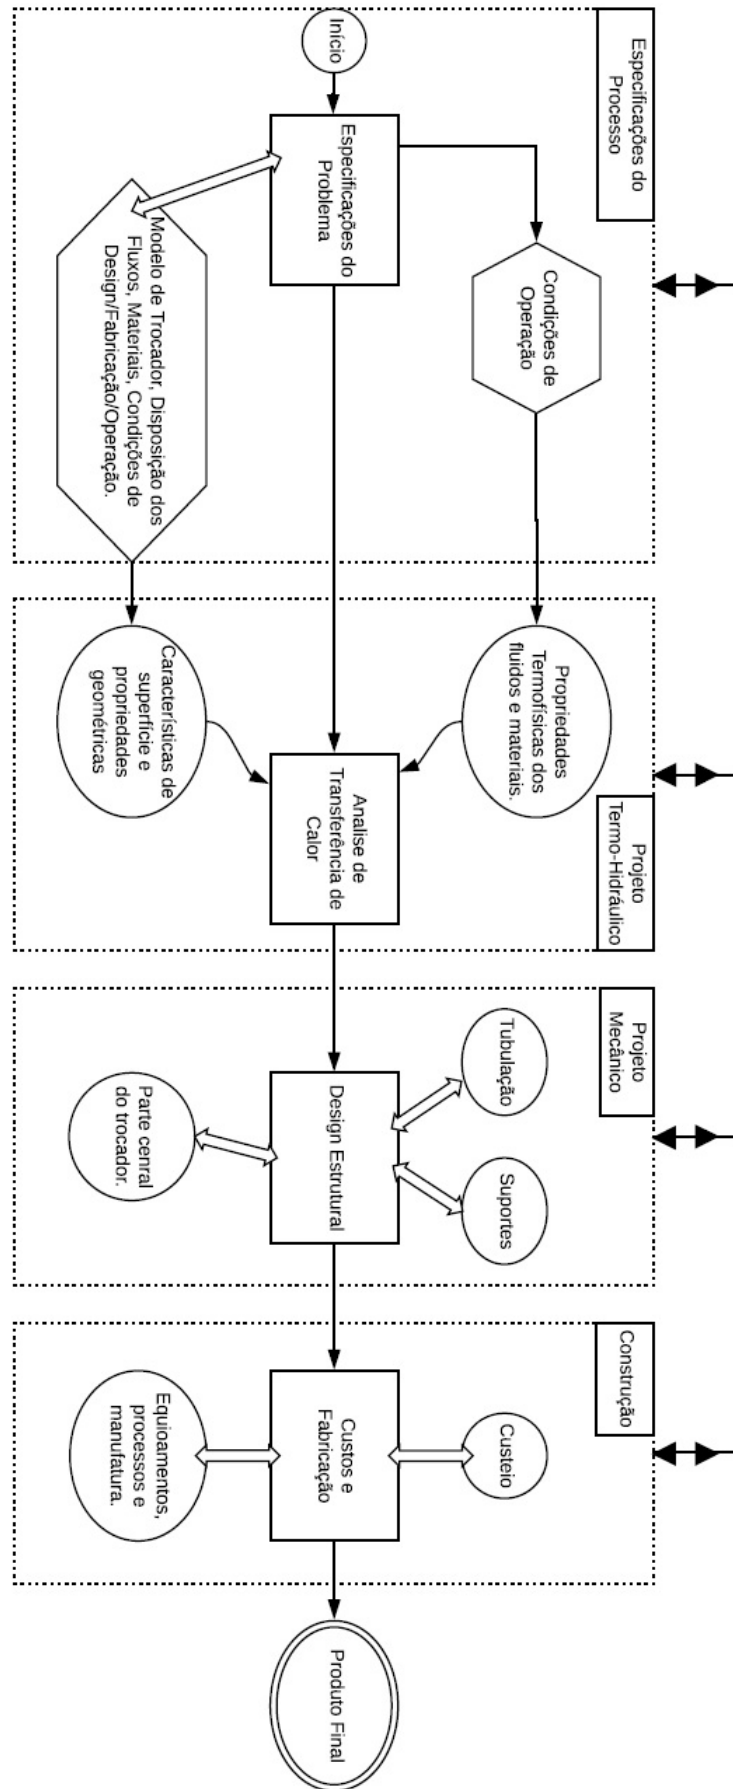 Início
Especificações do
Processo
Especificações do
Problema
Condições de
Operação
Modelo de Trocador, Disposição dos
Fluxos, Materiais, Condições de
Design/Fabricação/Operação.
Propriedades
Termofísicas dos
fluidos e materiais.
Características de
superfície e
propriedades
geométricas
Analise de
Transferência de
Calor
Projeto
Termo-Hidráulico
Projeto
Mecânico
Tubulação
Suportes
Design Estrutural
Parte cenral
do trocador.
Construção
Custeio
Custos e
Fabricação
Equioamentos,
processos e
manufatura.
Produto Final